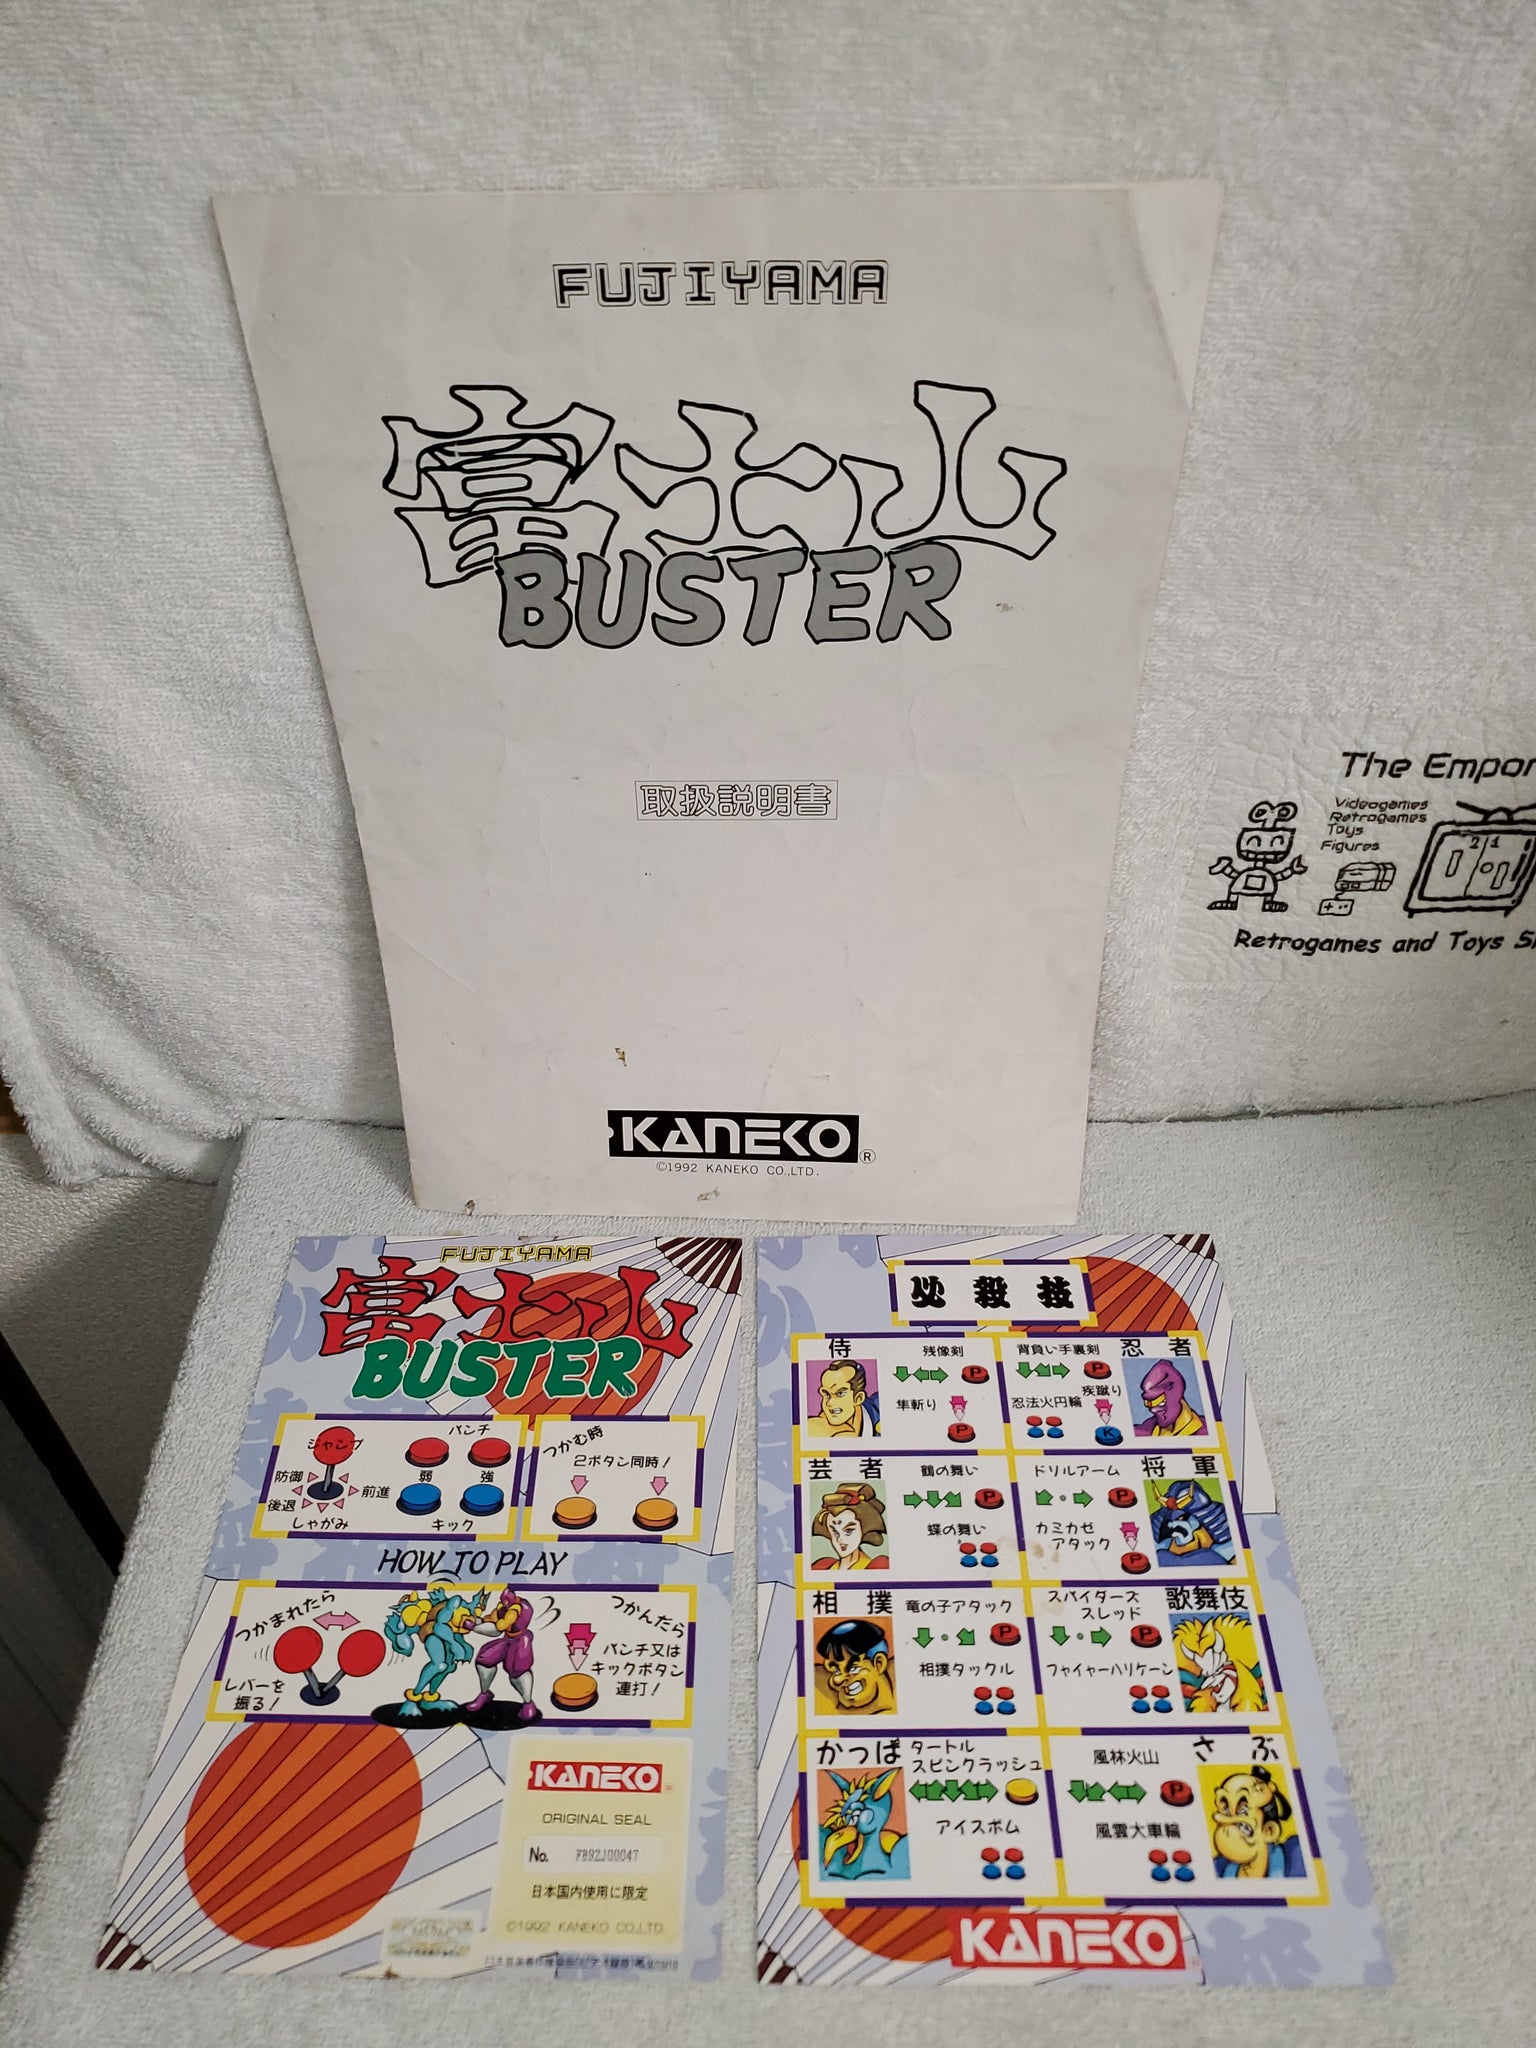 FUJIYAMA
富士山
BUSTER
取扱説明書
KANEKO®
©1992 KANEKO CO.,LTD.
The Empor
Videogames
Retrogames
Toys
Figures
2 1
Retrogames and Toys S
FUJIYAMA
富士山
BUSTER
ジャンプ
防御
後退
しゃがみ
前進
パンチ
弱 強
キック
つかむ時
2ボタン同時!
HOW TO PLAY
つかまれたら
レバーを
振る!
つかんだら
パンチ又は
キックボタン
連打!
KANEKO®
ORIGINAL SEAL
No. FB92J00047
日本国内使用に限定
©1992 KANEKO CO.,LTD.
必殺技
侍
残像剣
P
隼斬り
P
忍者
背負い手裏剣
P
疾蹴り
忍法火円輪
K
芸者
鶴の舞い
P
蝶の舞い
将軍
ドリルアーム
P
カミカゼ
アタック
P
相撲
竜の子アタック
P
相撲タックル
歌舞伎
スパイダーズ
スレッド
P
ファイヤーハリケーン
かっぱ
タートル
スピンクラッシュ
アイスボム
さぶ
風林火山
P
風雲大車輪
KANEKO